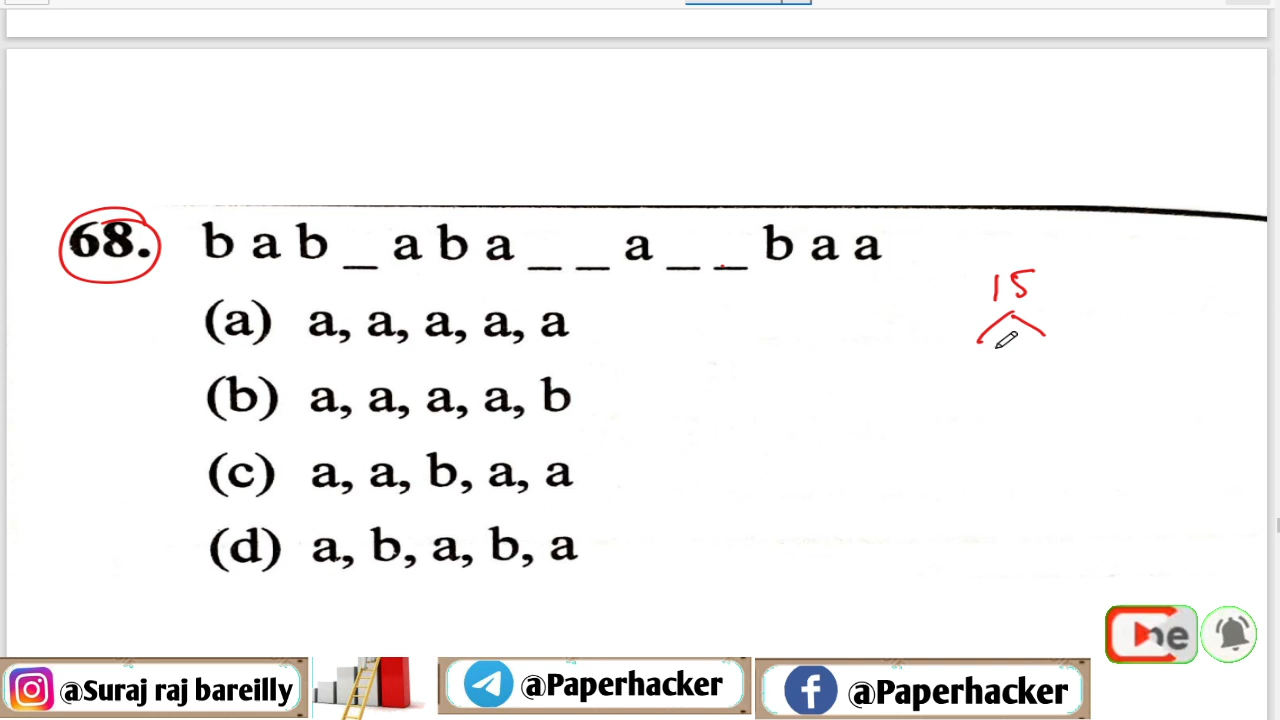 68. b a b _ a b a _ _ a _ _ b a a
15
(a) a, a, a, a, a
(b) a, a, a, a, b
(c) a, a, b, a, a
(d) a, b, a, b, a
@Suraj raj bareilly
@Paperhacker
@Paperhacker